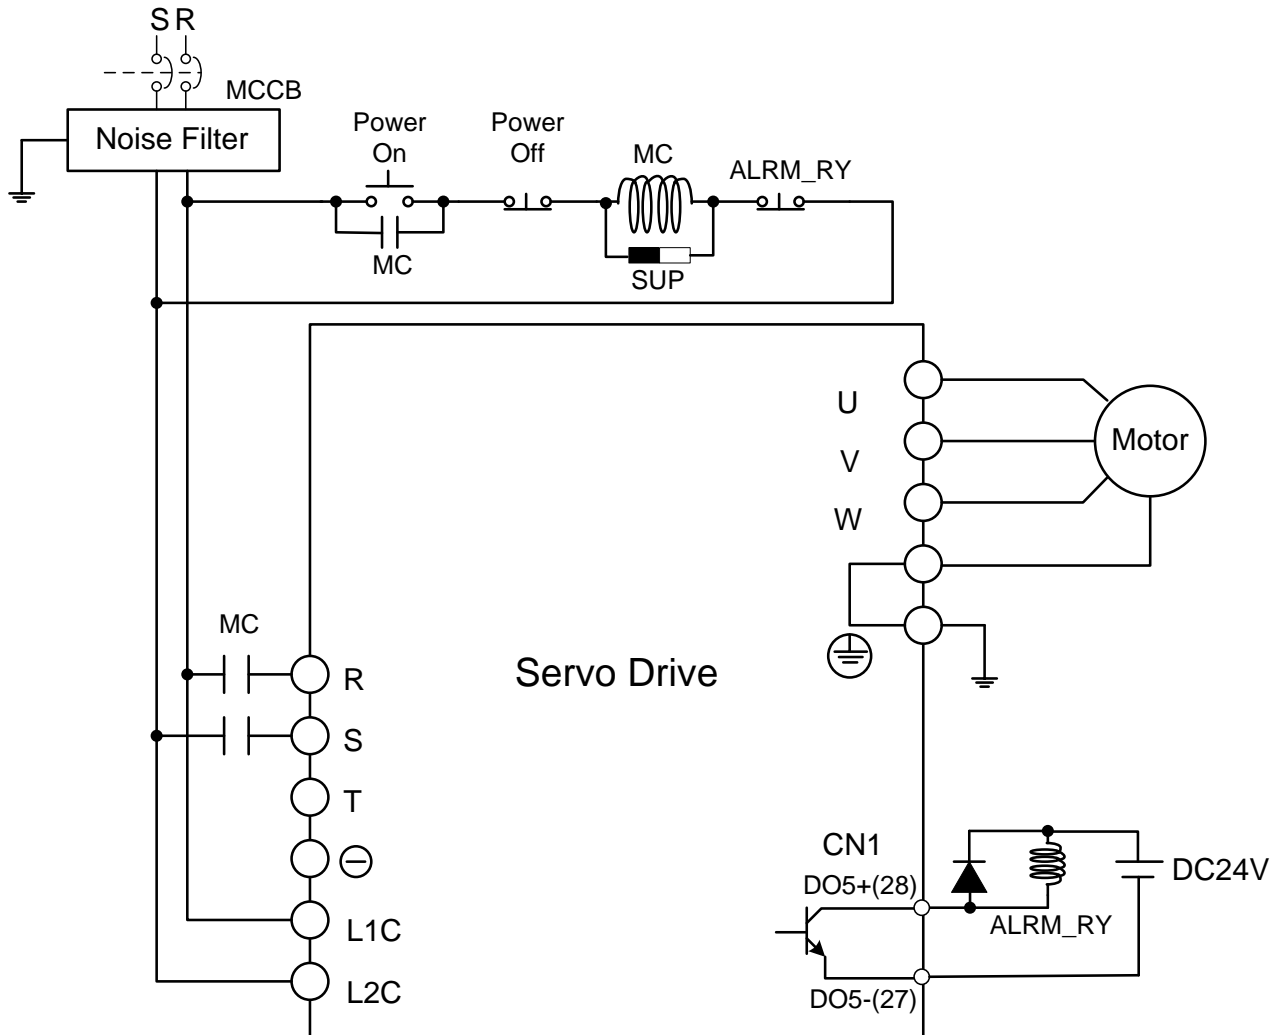 S R
MCCB
Noise Filter
Power
On
Power
Off
MC
ALRM_RY
MC
SUP
U
V
W
Motor
MC
R
S
T
Servo Drive
L1C
L2C
CN1
DO5+(28)
DO5-(27)
ALRM_RY
DC24V